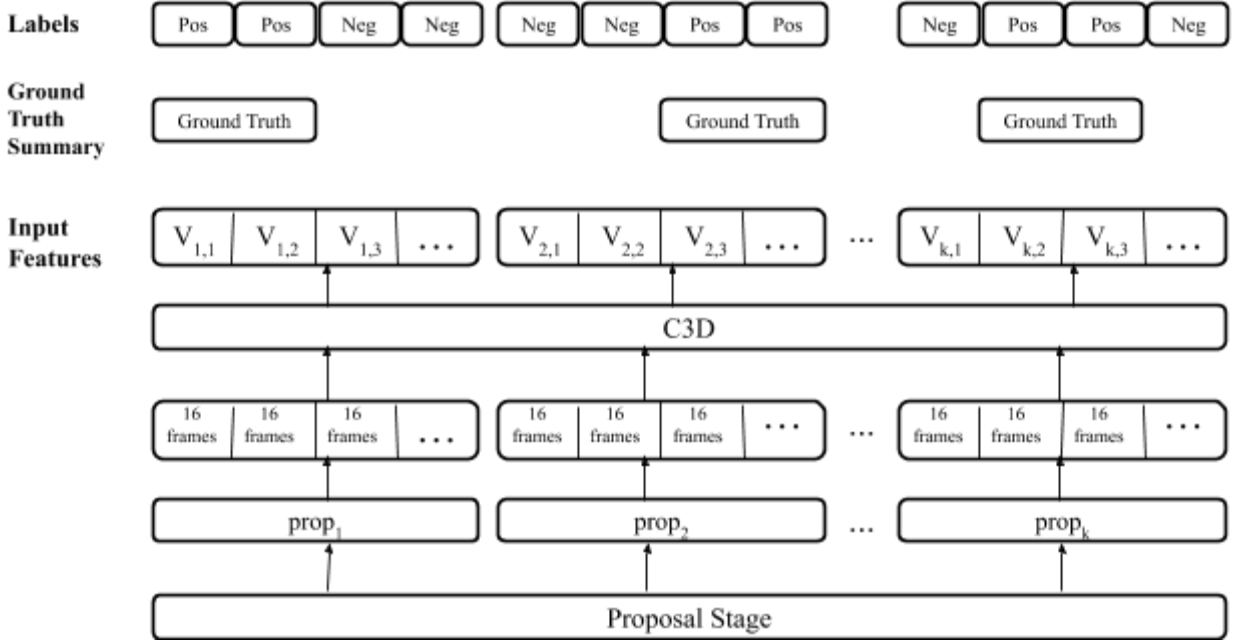 Labels Pos Pos Neg Neg Neg Neg Pos Pos Neg Pos Pos Neg
Ground
Truth
Summary
Ground Truth Ground Truth Ground Truth
Input
Features
V1,1 V1,2 V1,3 ... V2,1 V2,2 V2,3 ... ... Vk,1 Vk,2 Vk,3 ...
C3D
16 16 16 16 16 16 16 16 16
frames frames frames ... frames frames frames ... ... frames frames frames ...
prop1 prop2 ... propk
Proposal Stage